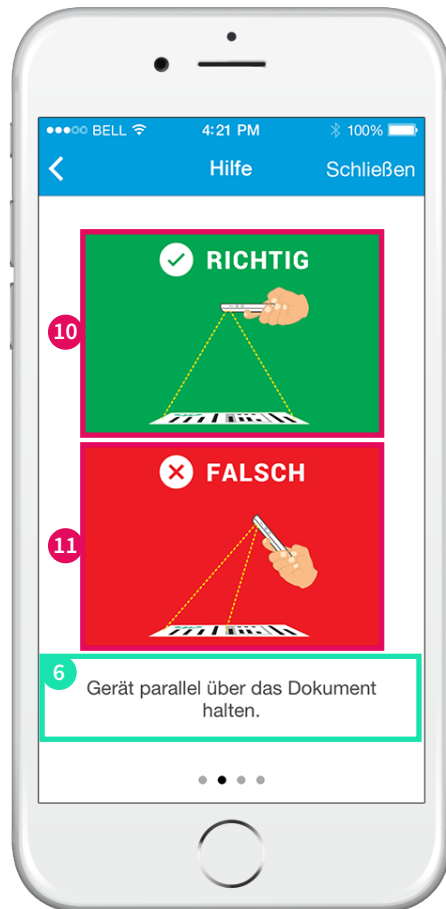 BELL 4:21 PM 100%
Hilfe Schließen
RICHTIG
10
FALSCH
11
6
Gerät parallel über das Dokument
halten.